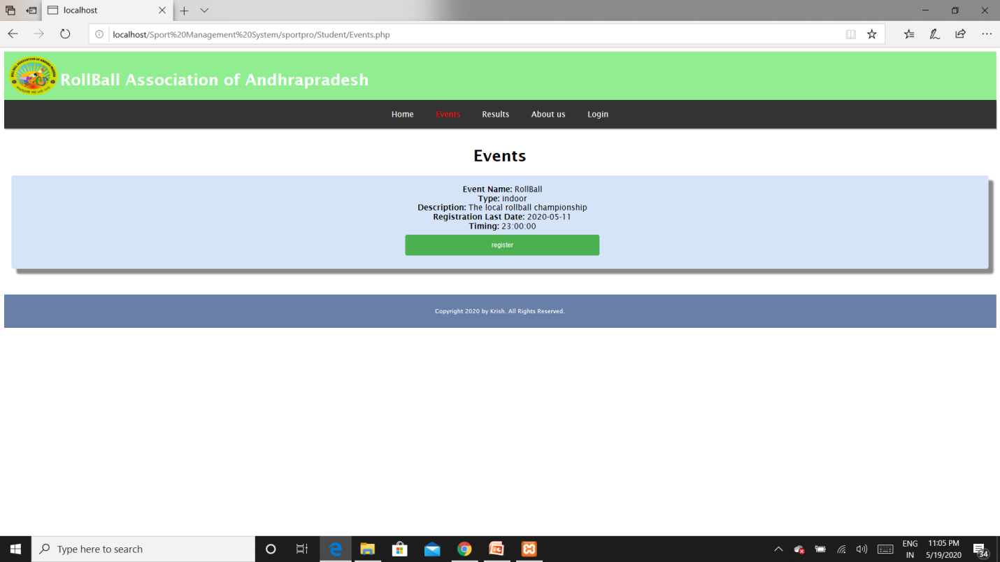 localhost
localhost/Sport%20Management%20System/sportpro/Student/Events.php
RollBall Association of Andhrapradesh
Home Events Results About us Login
Events
Event Name: RollBall
Type: indoor
Description: The local rollball championship
Registration Last Date: 2020-05-11
Timing: 23:00:00
register
Copyright 2020 by Krish. All Rights Reserved.
Type here to search
ENG 11:05 PM
IN 5/19/2020 34